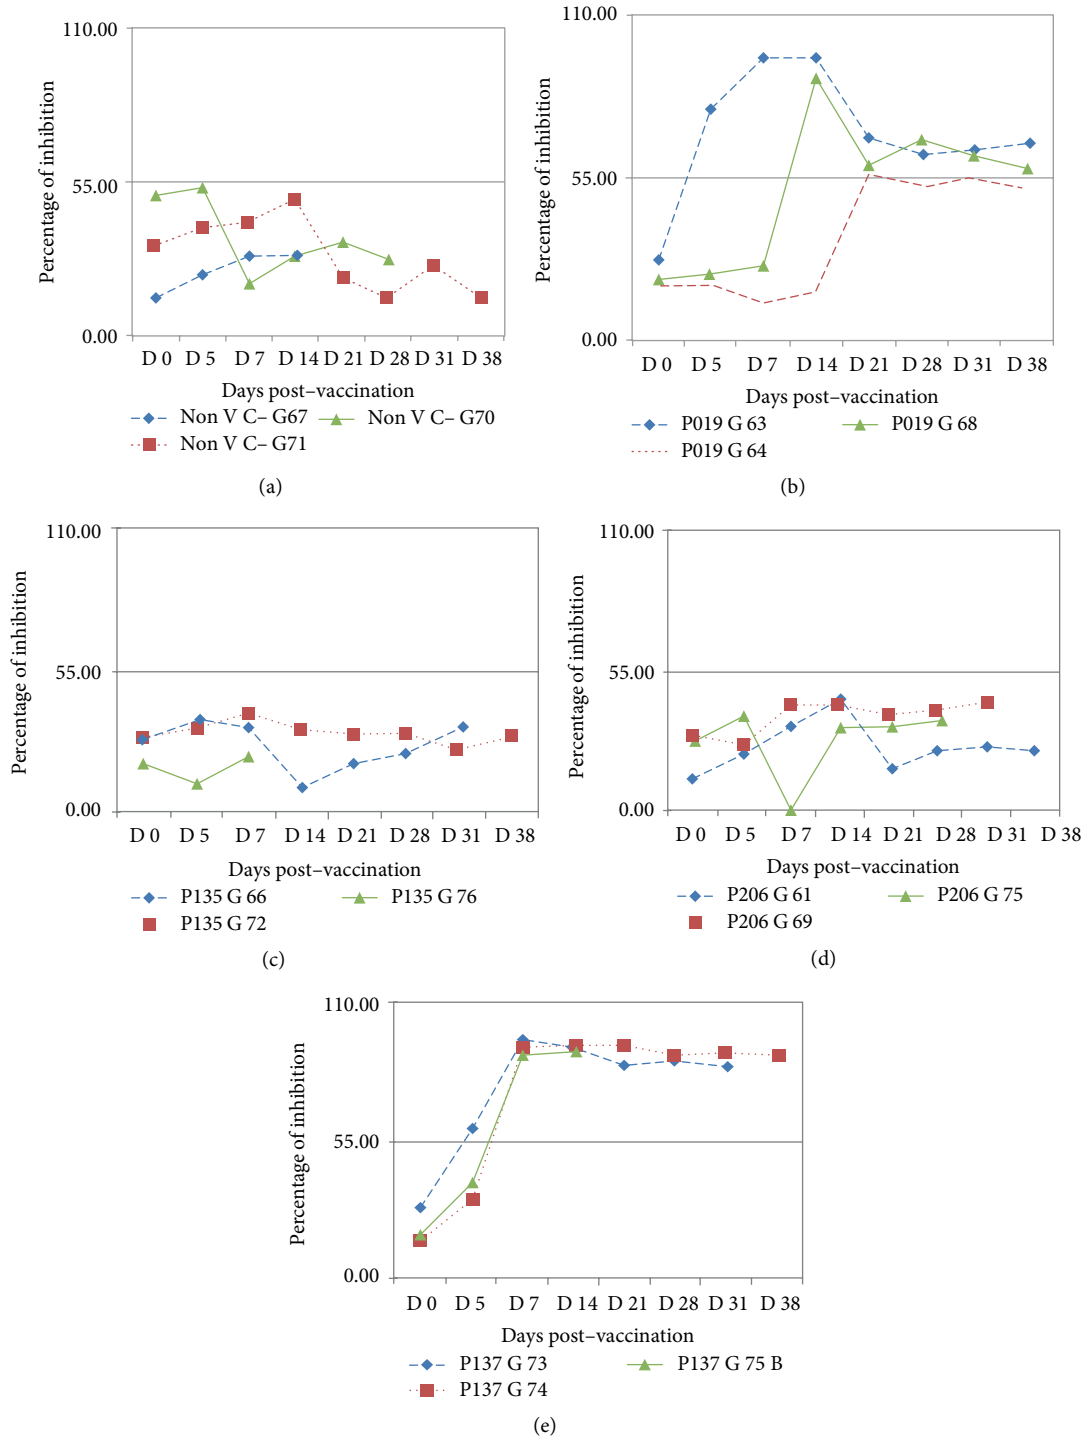 110.00
55.00
0.00
Percentage of inhibition
D 0 D 5 D 7 D 14 D 21 D 28 D 31 D 38
Days post–vaccination
Non V C– G67 Non V C– G70
Non V C– G71
(a)
110.00
55.00
0.00
Percentage of inhibition
D 0 D 5 D 7 D 14 D 21 D 28 D 31 D 38
Days post–vaccination
P019 G 63 P019 G 68
P019 G 64
(b)
110.00
55.00
0.00
Percentage of inhibition
D 0 D 5 D 7 D 14 D 21 D 28 D 31 D 38
Days post–vaccination
P135 G 66 P135 G 76
P135 G 72
(c)
110.00
55.00
0.00
Percentage of inhibition
D 0 D 5 D 7 D 14 D 21 D 28 D 31 D 38
Days post–vaccination
P206 G 61 P206 G 75
P206 G 69
(d)
110.00
55.00
0.00
Percentage of inhibition
D 0 D 5 D 7 D 14 D 21 D 28 D 31 D 38
Days post–vaccination
P137 G 73 P137 G 75 B
P137 G 74
(e)